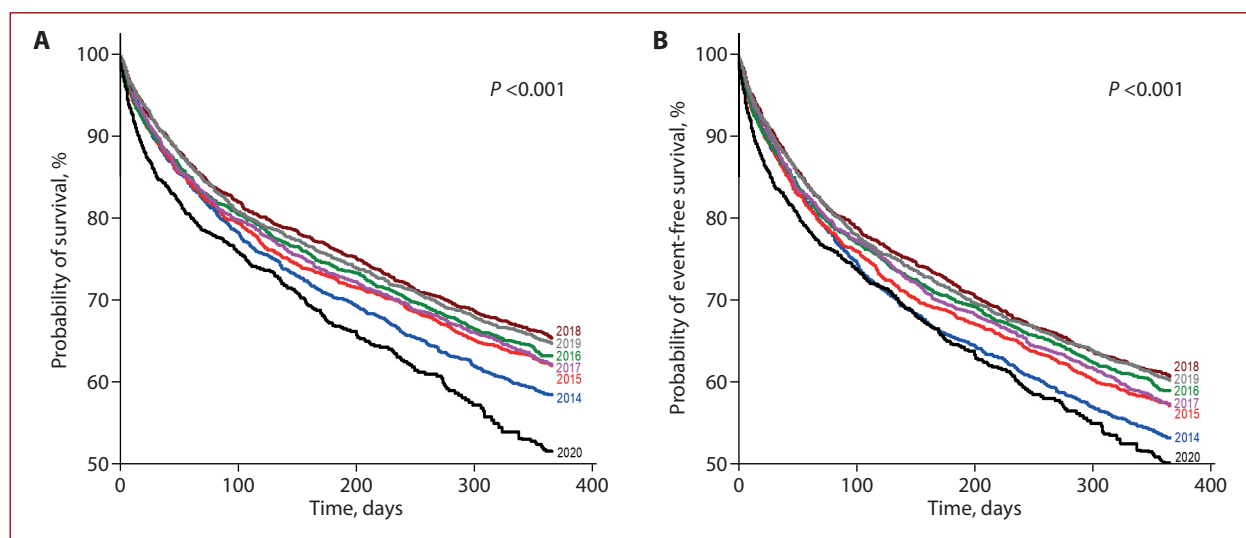 A
Probability of survival, %
100
90
80
70
60
50
P <0.001
2018
2019
2016
2017
2015
2014
2020
0 100 200 300 400
Time, days
B
Probability of event-free survival, %
100
90
80
70
60
50
P <0.001
2018
2019
2016
2017
2015
2014
2020
0 100 200 300 400
Time, days